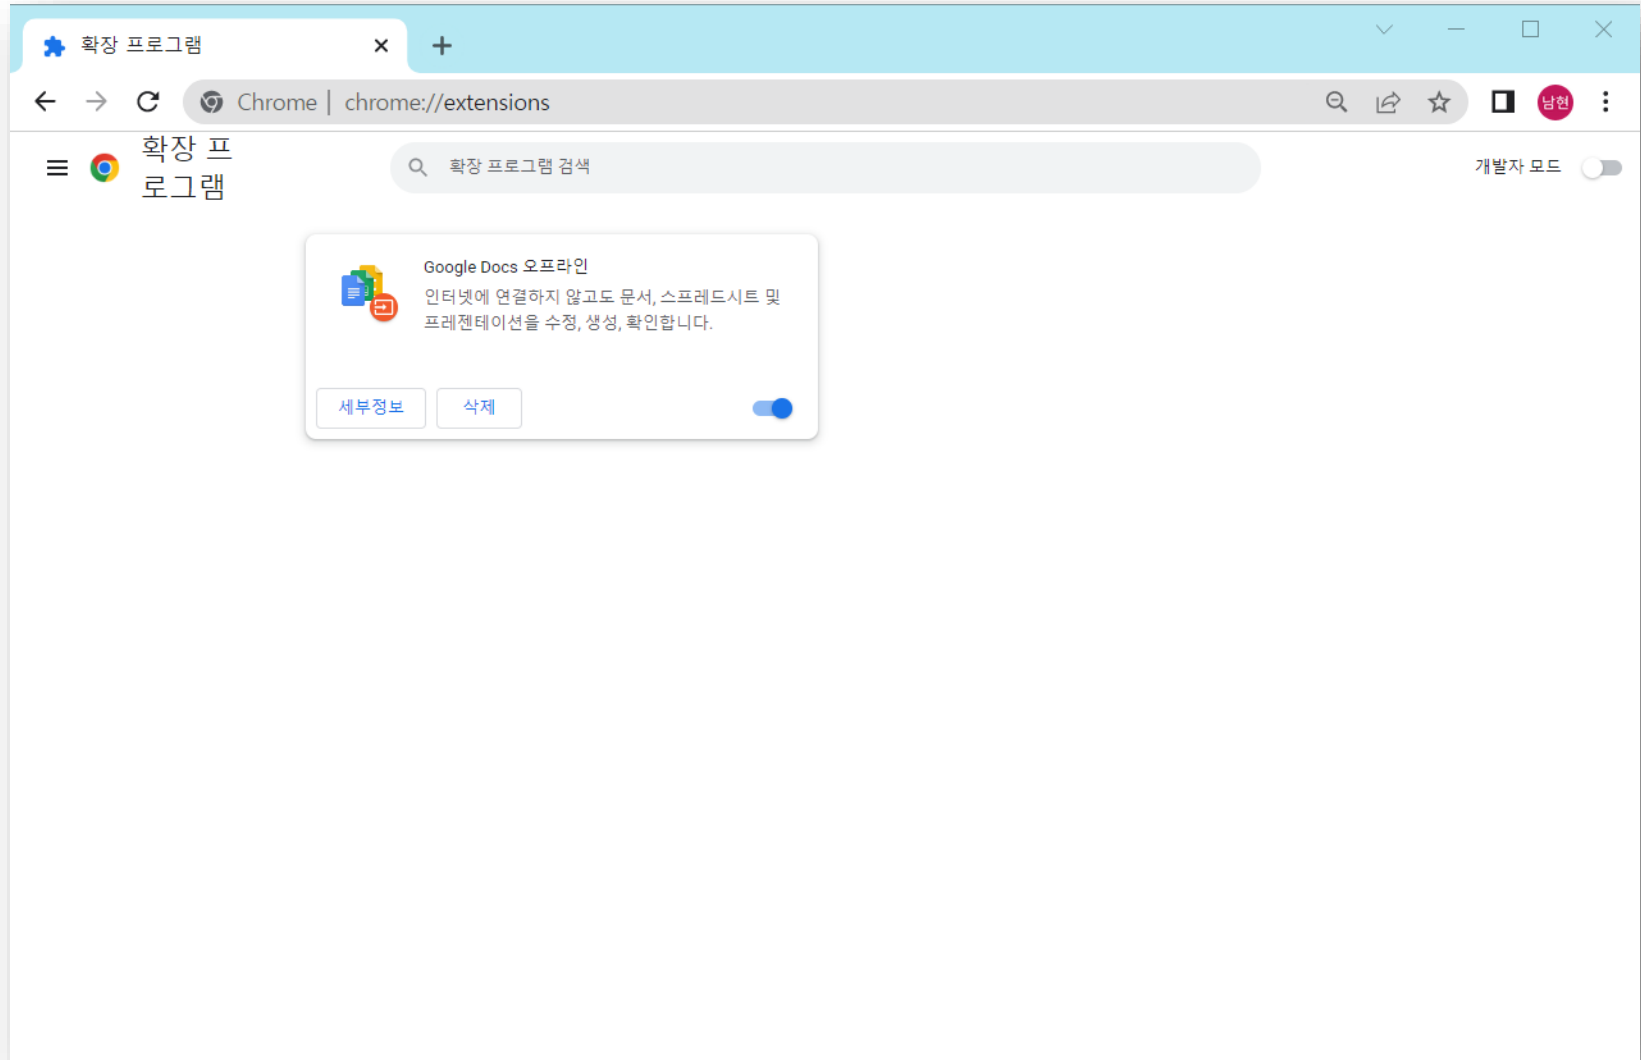 확장 프로그램
Chrome | chrome://extensions
남현
확장 프
로그램
확장 프로그램 검색
개발자 모드
Google Docs 오프라인
인터넷에 연결하지 않고도 문서, 스프레드시트 및
프레젠테이션을 수정, 생성, 확인합니다.
세부정보
삭제